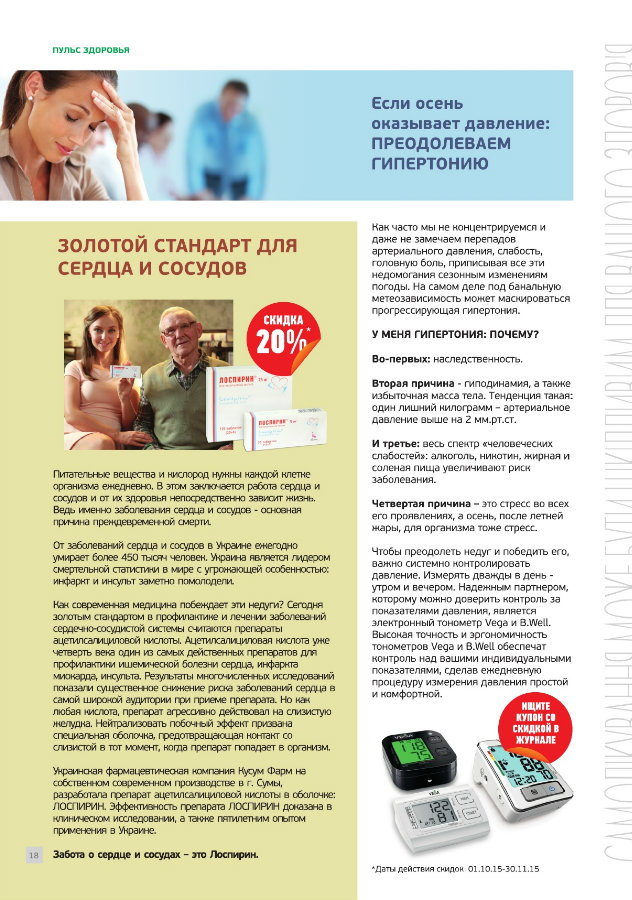 ПУЛЬС ЗДОРОВЬЯ
Если осень
оказывает давление:
ПРЕОДОЛЕВАЕМ
ГИПЕРТОНИЮ
ЗОЛОТОЙ СТАНДАРТ ДЛЯ
СЕРДЦА И СОСУДОВ
СКИДКА
20%*
ЛОСПИРИН®
75 мг
ЛОСПИРИН®
Питательные вещества и кислород нужны каждой клетке
организма ежедневно. В этом заключается работа сердца и
сосудов и от их здоровья непосредственно зависит жизнь.
Ведь именно заболевания сердца и сосудов - основная
причина преждевременной смерти.
От заболеваний сердца и сосудов в Украине ежегодно
умирает более 450 тысяч человек. Украина является лидером
смертельной статистики в мире с угрожающей особенностью:
инфаркт и инсульт заметно помолодели.
Как современная медицина побеждает эти недуги? Сегодня
золотым стандартом в профилактике и лечении заболеваний
сердечно-сосудистой системы считаются препараты
ацетилсалициловой кислоты. Ацетилсалициловая кислота уже
четверть века один из самых действенных препаратов для
профилактики ишемической болезни сердца, инфаркта
миокарда, инсульта. Результаты многочисленных исследований
показали существенное снижение риска заболеваний сердца в
самой широкой аудитории при приеме препарата. Но как
любая кислота, препарат агрессивно действовал на слизистую
желудка. Нейтрализовать побочный эффект призвана
специальная оболочка, предотвращающая контакт со
слизистой в тот момент, когда препарат попадает в организм.
Украинская фармацевтическая компания Кусум Фарм на
собственном современном производстве в г. Сумы,
разработала препарат ацетилсалициловой кислоты в оболочке:
ЛОСПИРИН. Эффективность препарата ЛОСПИРИН доказана в
клиническом исследовании, а также пятилетним опытом
применения в Украине.
Забота о сердце и сосудах – это Лоспирин.
18
Как часто мы не концентрируемся и
даже не замечаем перепадов
артериального давления, слабость,
головную боль, приписывая все эти
недомогания сезонным изменениям
погоды. На самом деле под банальную
метеозависимость может маскироваться
прогрессирующая гипертония.
У МЕНЯ ГИПЕРТОНИЯ: ПОЧЕМУ?
Во-первых: наследственность.
Вторая причина - гиподинамия, а также
избыточная масса тела. Тенденция такая:
один лишний килограмм – артериальное
давление выше на 2 мм.рт.ст.
И третье: весь спектр «человеческих
слабостей»: алкоголь, никотин, жирная и
соленая пища увеличивают риск
заболевания.
Четвертая причина – это стресс во всех
его проявлениях, а осень, после летней
жары, для организма тоже стресс.
Чтобы преодолеть недуг и победить его,
важно системно контролировать
давление. Измерять дважды в день -
утром и вечером. Надежным партнером,
которому можно доверить контроль за
показателями давления, является
электронный тонометр Vega и B.Well.
Высокая точность и эргономичность
тонометров Vega и B.Well обеспечат
контроль над вашими индивидуальными
показателями, сделав ежедневную
процедуру измерения давления простой
и комфортной.
ИЩИТЕ
КУПОН СО
СКИДКОЙ В
ЖУРНАЛЕ
*Даты действия скидок 01.10.15-30.11.15